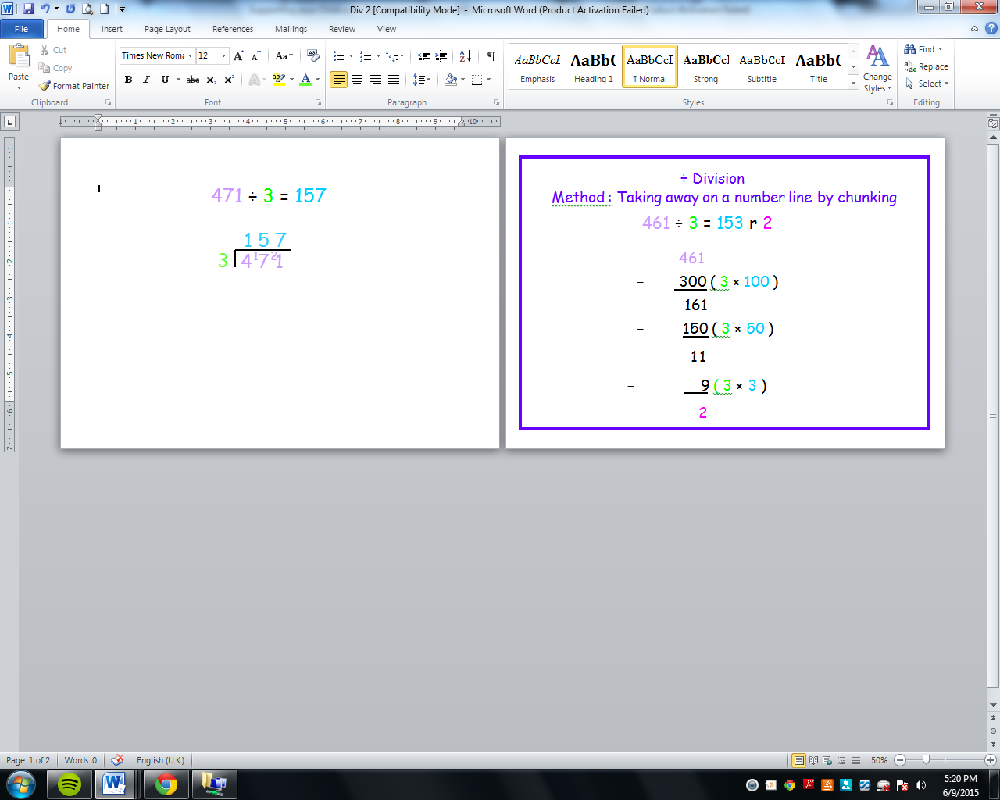 Div 2 [Compatibility Mode] - Microsoft Word (Product Activation Failed)
File Home Insert Page Layout References Mailings Review View
Paste
Cut
Copy
Format Painter
Clipboard
Times New Roma 12
Font
Paragraph
AaBbCcI AaBbC AaBbCcI AaBbCcI AaBbCcI AaBbC
Emphasis Heading 1 ¶ Normal Strong Subtitle Title
Change Styles
Styles
Find
Replace
Select
Editing
471 ÷ 3 = 157
1 5 7
3 4 1 7 2 1
÷ Division
Method : Taking away on a number line by chunking
461 ÷ 3 = 153 r 2
461
– 300 ( 3 × 100 )
161
– 150 ( 3 × 50 )
11
– 9 ( 3 × 3 )
2
Page: 1 of 2 Words: 0 English (U.K.) 50%
5:20 PM
6/9/2015